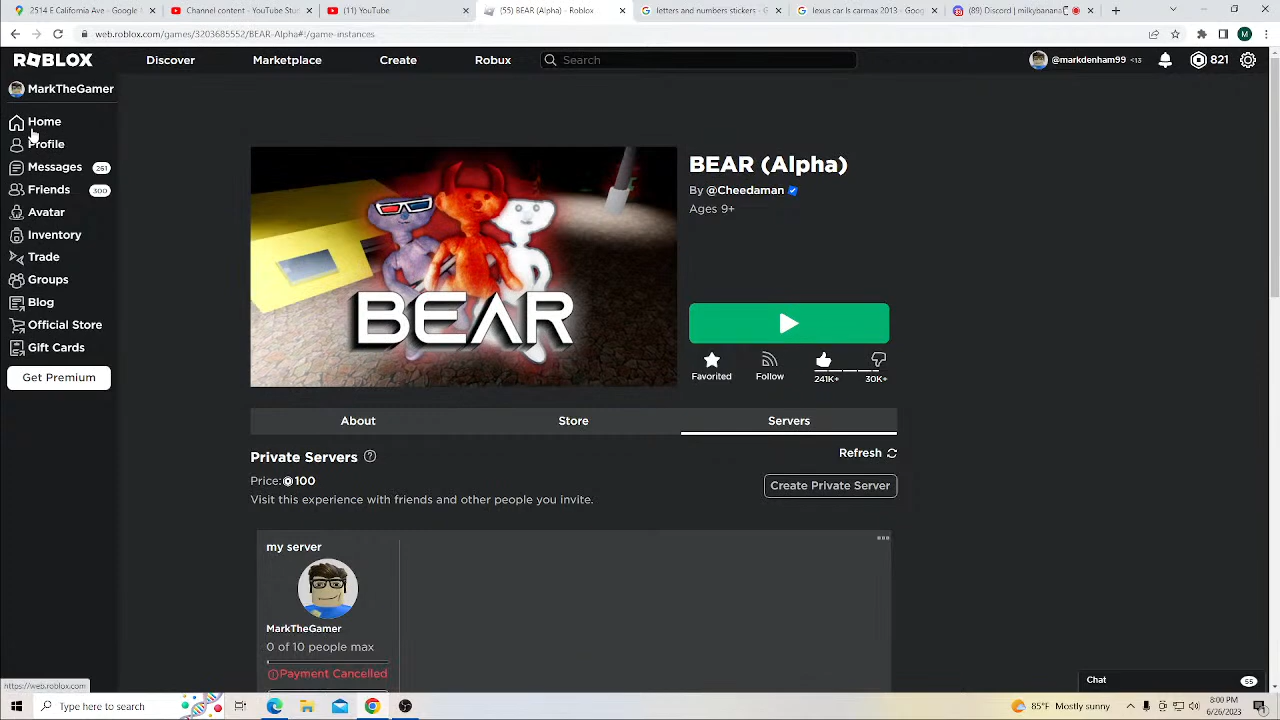 2514 E California Ave - Google
Channel content - YouTube Stu
(11) YouTube
(55) BEAR (Alpha) - Roblox
letters and numbers stickers - G
lexus car ls carmax 2013 - Goog
(89) Discord | milkypanana
web.roblox.com/games/3203685552/BEAR-Alpha#!/game-instances
M
ROBLOX
Discover
Marketplace
Create
Robux
Search
@markdenham99 <13
821
MarkTheGamer
Home
Profile
Messages 261
Friends 300
Avatar
Inventory
Trade
Groups
Blog
Official Store
Gift Cards
Get Premium
BEAR
BEAR (Alpha)
By @Cheedaman
Ages 9+
Favorited
Follow
241K+
30K+
About
Store
Servers
Private Servers
Refresh
Price: 100
Create Private Server
Visit this experience with friends and other people you invite.
my server
MarkTheGamer
0 of 10 people max
Payment Cancelled
https://web.roblox.com
Chat
55
Type here to search
85°F Mostly sunny
8:00 PM
6/26/2023